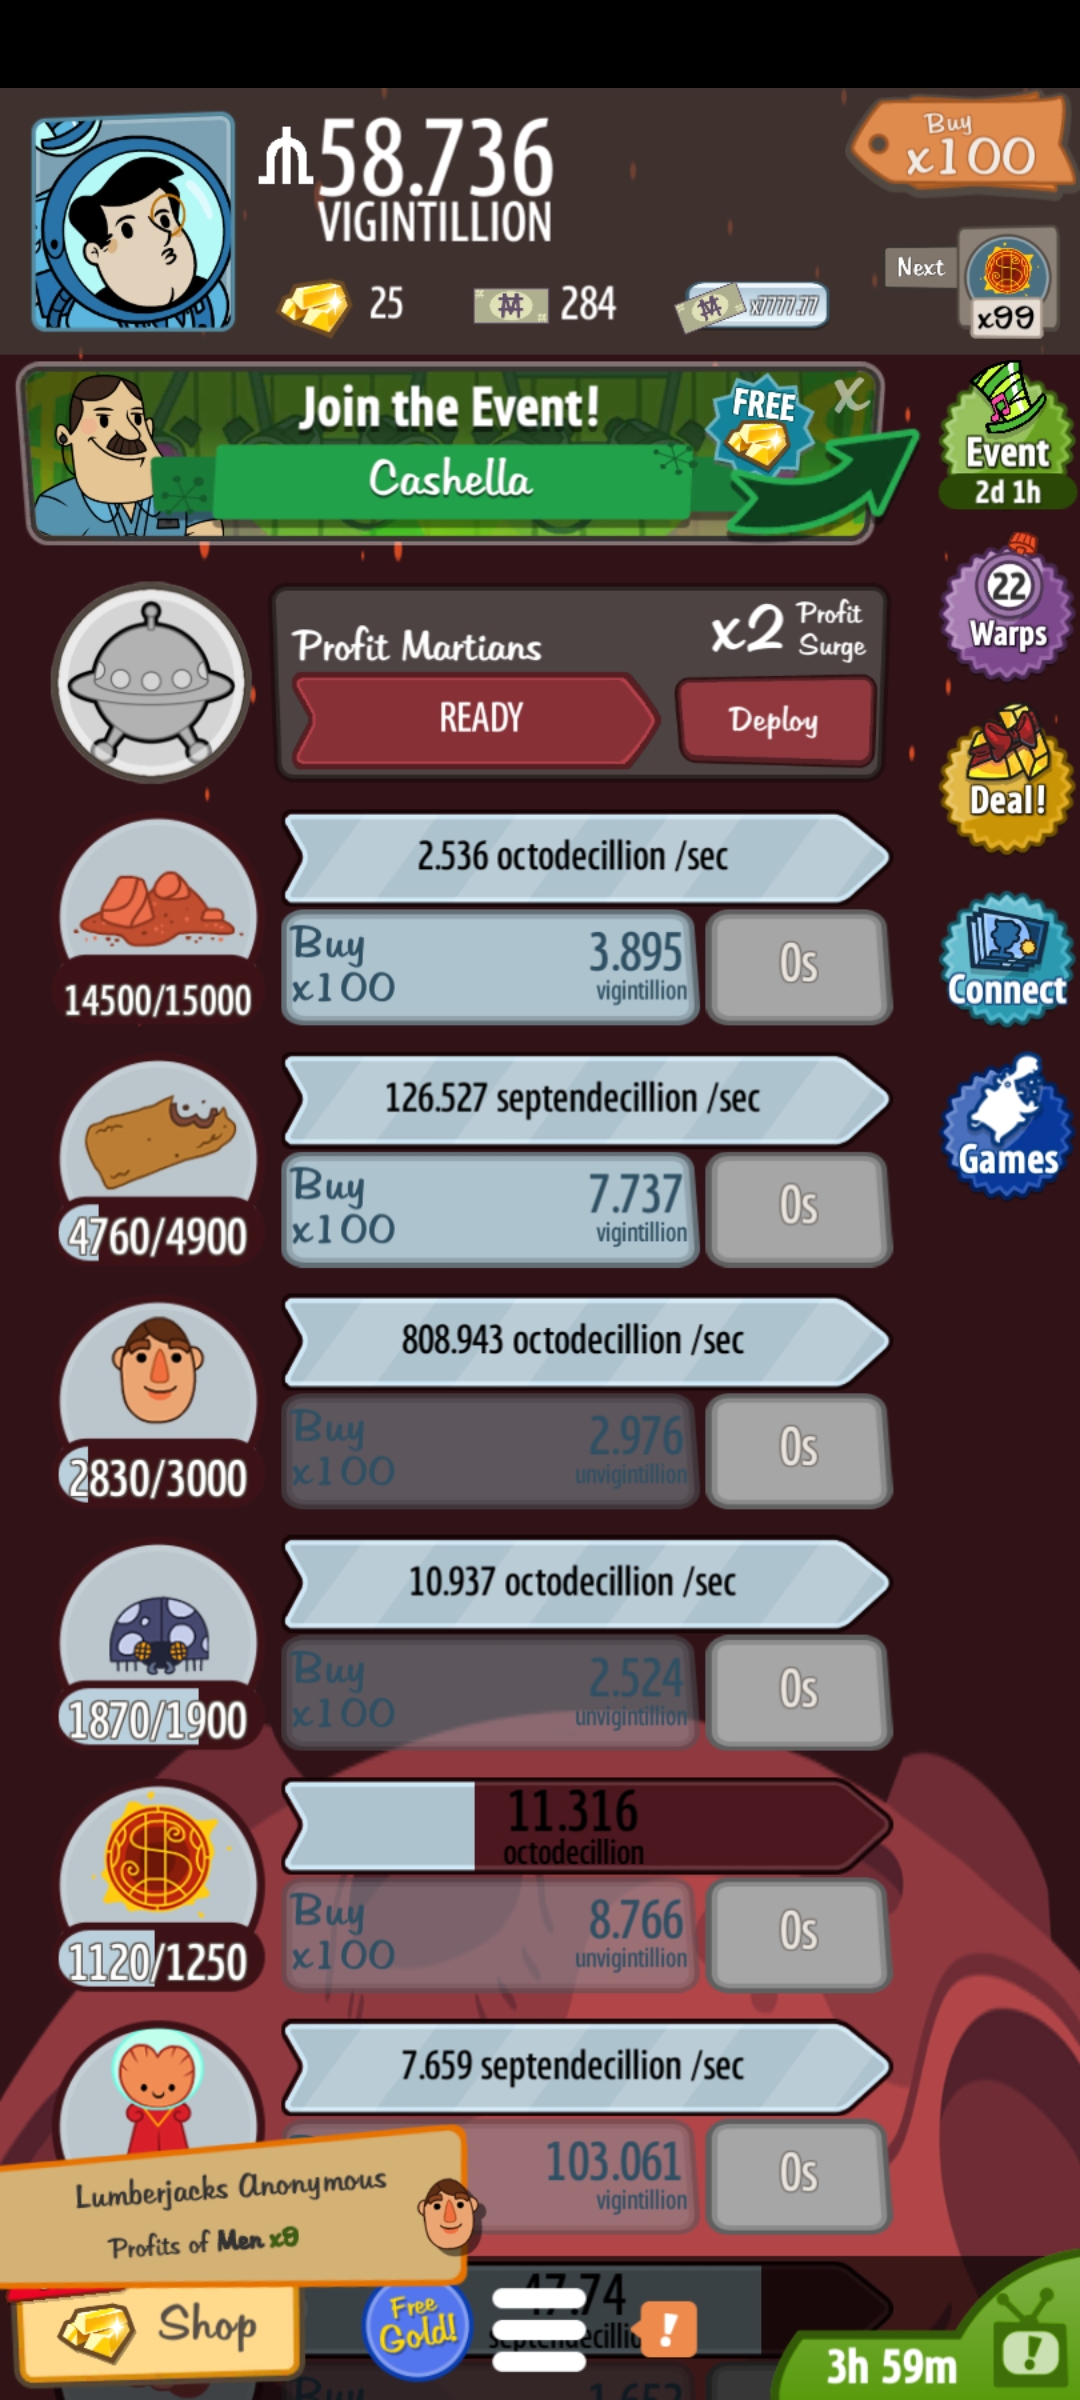 58.736
VIGINTILLION
Buy
x100
25
284
x7777.77
Next
x99
Join the Event!
Cashella
FREE
X
Event
2d 1h
Profit Martians
x2 Profit
Surge
READY
Deploy
22
Warps
Deal!
2.536 octodecillion /sec
14500/15000
Buy
x100
3.895
vigintillion
0s
Connect
126.527 septendecillion /sec
4760/4900
Buy
x100
7.737
vigintillion
0s
Games
808.943 octodecillion /sec
2830/3000
Buy
x100
2.976
unvigintillion
0s
10.937 octodecillion /sec
1870/1900
Buy
x100
2.524
unvigintillion
0s
11.316
octodecillion
1120/1250
Buy
x100
8.766
unvigintillion
0s
7.659 septendecillion /sec
103.061
vigintillion
0s
Lumberjacks Anonymous
Profits of Men x9
47.74
Shop
Free
Gold!
!
3h 59m
!